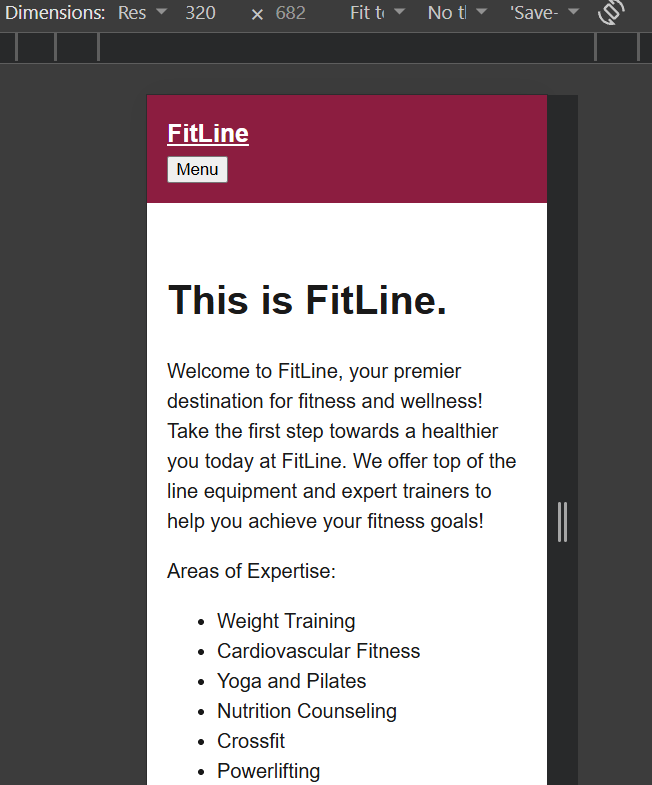 Dimensions: Res 320 × 682 Fit to No th 'Save-
FitLine
Menu
This is FitLine.
Welcome to FitLine, your premier
destination for fitness and wellness!
Take the first step towards a healthier
you today at FitLine. We offer top of the
line equipment and expert trainers to
help you achieve your fitness goals!
Areas of Expertise:
• Weight Training
• Cardiovascular Fitness
• Yoga and Pilates
• Nutrition Counseling
• Crossfit
• Powerlifting